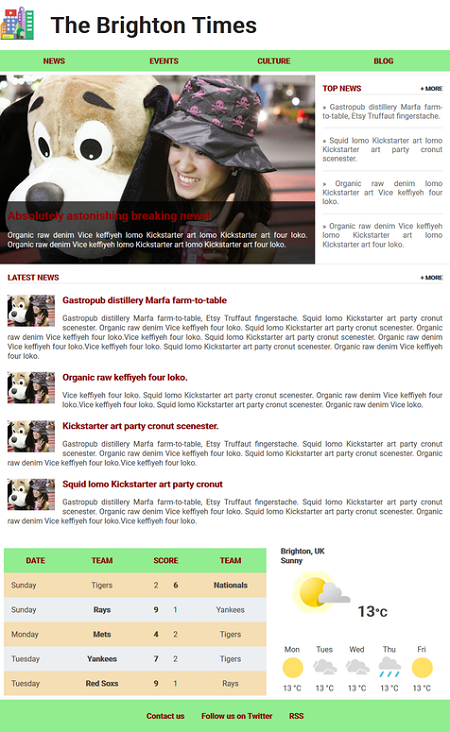 The Brighton Times
NEWS EVENTS CULTURE BLOG
Absolutely astonishing breaking news!
Organic raw denim Vice keffiyeh lomo Kickstarter art lomo Kickstarter art four loko.
Organic raw denim Vice keffiyeh lomo Kickstarter art lomo Kickstarter art four loko.
TOP NEWS + MORE
» Gastropub distillery Marfa farm-
to-table, Etsy Truffaut fingerstache.
» Squid lomo Kickstarter art lomo
Kickstarter art party cronut
scenester.
» Organic raw denim lomo
Kickstarter art Vice keffiyeh four
loko.
» Organic raw denim Vice keffiyeh
lomo Kickstarter art lomo
Kickstarter art four loko.
LATEST NEWS + MORE
Gastropub distillery Marfa farm-to-table
Gastropub distillery Marfa farm-to-table, Etsy Truffaut fingerstache. Squid lomo Kickstarter art party cronut
scenester. Organic raw denim Vice keffiyeh four loko. Squid lomo Kickstarter art party cronut scenester. Organic
raw denim Vice keffiyeh four loko.Vice keffiyeh four loko. Squid lomo Kickstarter art party cronut scenester. Organic raw denim
Vice keffiyeh four loko.Vice keffiyeh four loko. Squid lomo Kickstarter art party cronut scenester. Organic raw denim Vice keffiyeh
four loko.
Organic raw keffiyeh four loko.
Vice keffiyeh four loko. Squid lomo Kickstarter art party cronut scenester. Organic raw denim Vice keffiyeh four
loko.Vice keffiyeh four loko. Squid lomo Kickstarter art party cronut scenester. Organic raw denim Vice loko.
Kickstarter art party cronut scenester.
Gastropub distillery Marfa farm-to-table, Etsy Truffaut fingerstache. Squid lomo Kickstarter art party cronut
scenester. Organic raw denim Vice keffiyeh four loko. Squid lomo Kickstarter art party cronut scenester. Organic
raw denim Vice keffiyeh four loko.Vice keffiyeh four loko.
Squid lomo Kickstarter art party cronut
Gastropub distillery Marfa farm-to-table, Etsy Truffaut fingerstache. Squid lomo Kickstarter art party cronut
scenester. Organic raw denim Vice keffiyeh four loko. Squid lomo Kickstarter art party cronut scenester. Organic
raw denim Vice keffiyeh four loko.Vice keffiyeh four loko.
DATE TEAM SCORE TEAM
Sunday Tigers 2 6 Nationals
Sunday Rays 9 1 Yankees
Monday Mets 4 2 Tigers
Tuesday Yankees 7 2 Tigers
Tuesday Red Soxs 9 1 Rays
Brighton, UK
Sunny
13°C
Mon Tues Wed Thu Fri
13 °C 13 °C 13 °C 13 °C 13 °C
Contact us Follow us on Twitter RSS